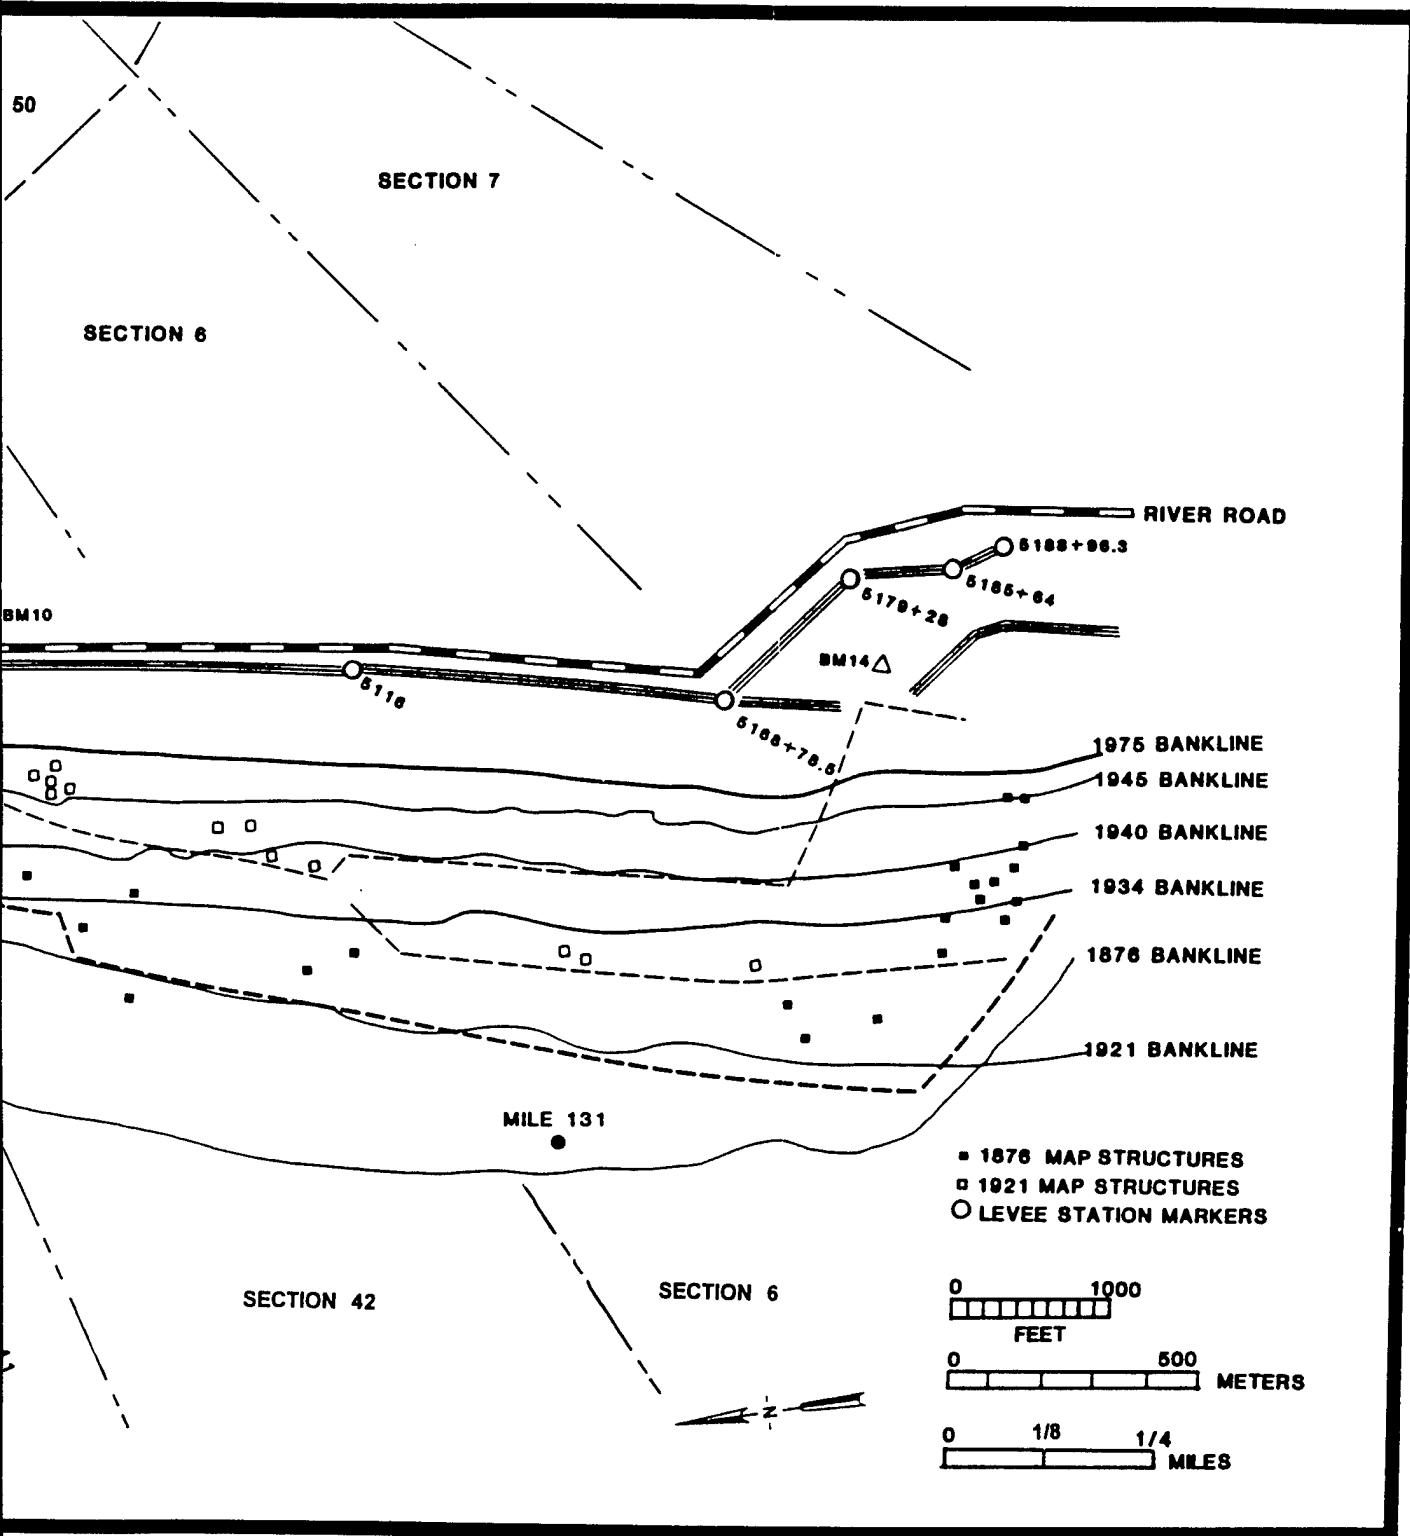 50
SECTION 7
SECTION 6
RIVER ROAD
5188+96.3
5185+64
5179+28
BM10
BM14
5116
5168+78.5
1975 BANKLINE
1945 BANKLINE
1940 BANKLINE
1934 BANKLINE
1876 BANKLINE
1921 BANKLINE
MILE 131
1876 MAP STRUCTURES
1921 MAP STRUCTURES
LEVEE STATION MARKERS
SECTION 42
SECTION 6
0 1000
FEET
0 500
METERS
N
0 1/8 1/4
MILES